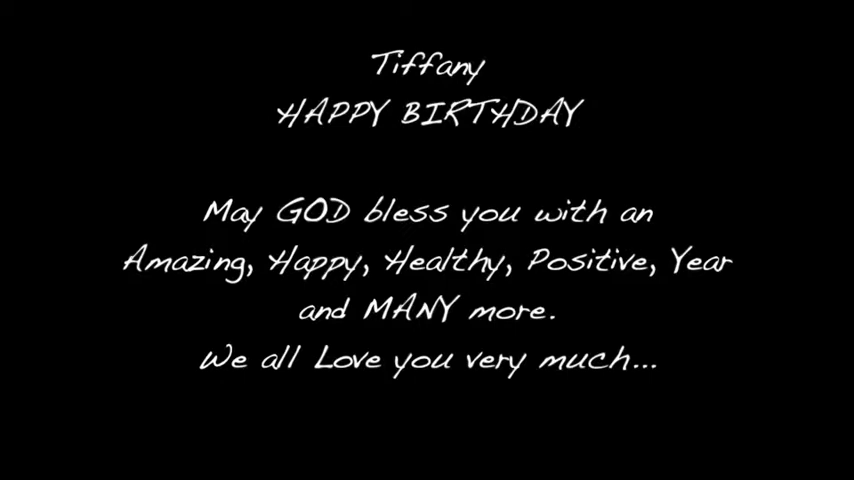 Tiffany
HAPPY BIRTHDAY
May GOD bless you with an
Amazing, Happy, Healthy, Positive, Year
and MANY more.
We all Love you very much...